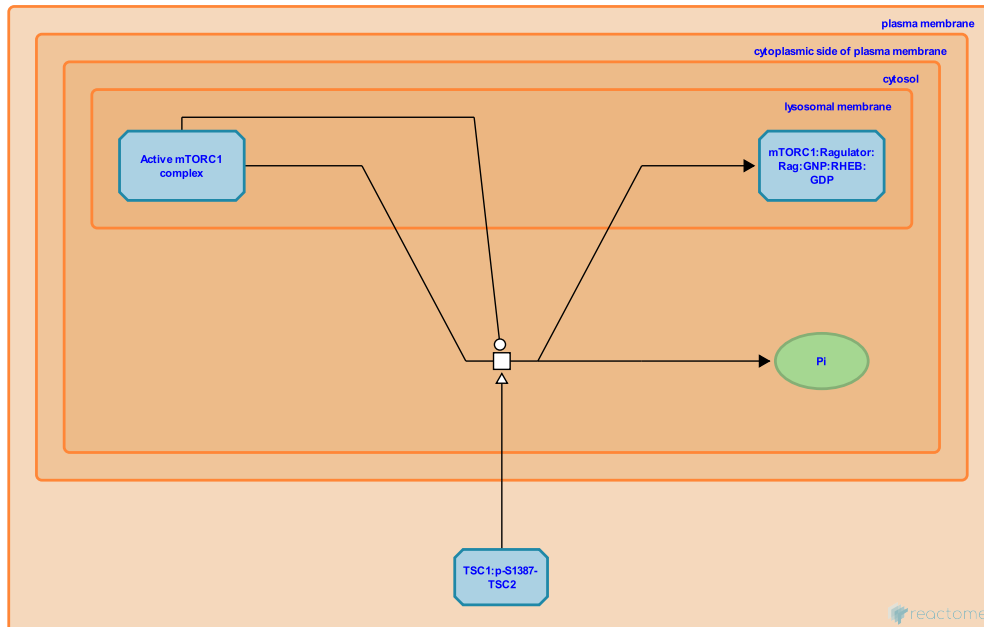 plasma membrane
cytoplasmic side of plasma membrane
cytosol
lysosomal membrane
Active mTORC1
complex
mTORC1:Ragulator:
Rag:GNP:RHEB:
GDP
Pi
TSC1:p-S1387-
TSC2
reactome